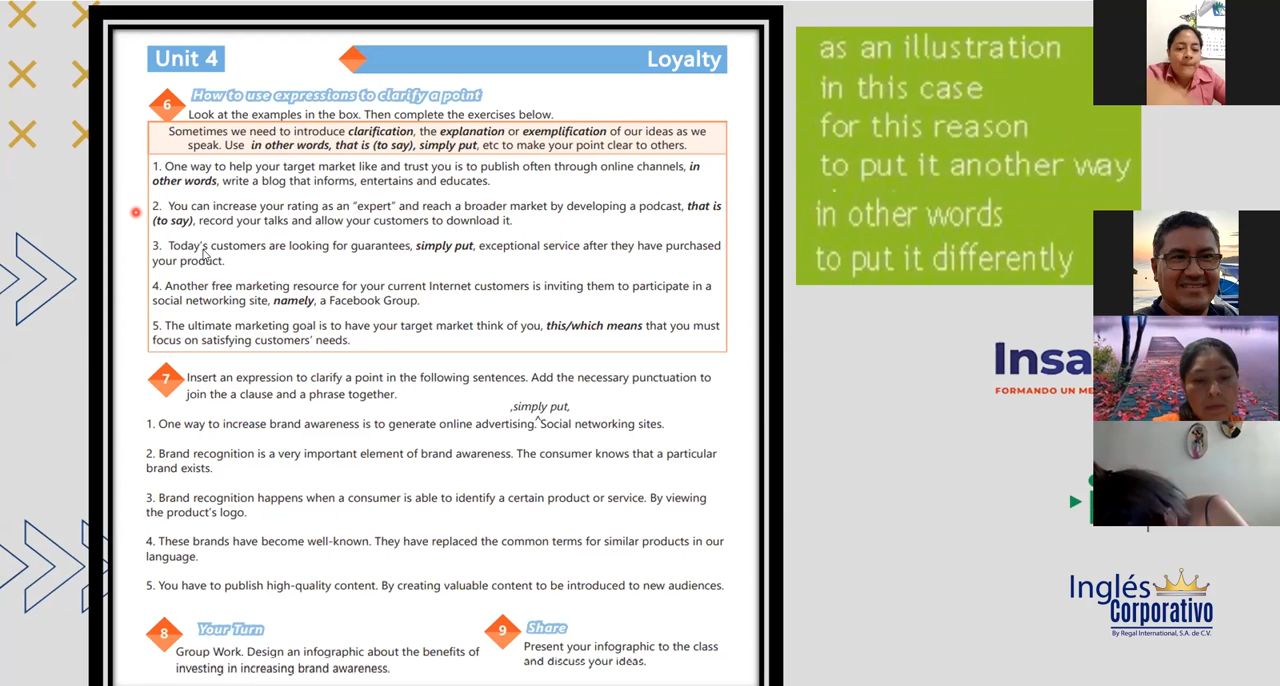 Unit 4
Loyalty
6
How to use expressions to clarify a point
Look at the examples in the box. Then complete the exercises below.
Sometimes we need to introduce clarification, the explanation or exemplification of our ideas as we
speak. Use in other words, that is (to say), simply put, etc to make your point clear to others.
1. One way to help your target market like and trust you is to publish often through online channels, in
other words, write a blog that informs, entertains and educates.
2. You can increase your rating as an “expert” and reach a broader market by developing a podcast, that is
(to say), record your talks and allow your customers to download it.
3. Today’s customers are looking for guarantees, simply put, exceptional service after they have purchased
your product.
4. Another free marketing resource for your current Internet customers is inviting them to participate in a
social networking site, namely, a Facebook Group.
5. The ultimate marketing goal is to have your target market think of you, this/which means that you must
focus on satisfying customers’ needs.
7
Insert an expression to clarify a point in the following sentences. Add the necessary punctuation to
join the a clause and a phrase together.
,simply put,
1. One way to increase brand awareness is to generate online advertising.^Social networking sites.
2. Brand recognition is a very important element of brand awareness. The consumer knows that a particular
brand exists.
3. Brand recognition happens when a consumer is able to identify a certain product or service. By viewing
the product’s logo.
4. These brands have become well-known. They have replaced the common terms for similar products in our
language.
5. You have to publish high-quality content. By creating valuable content to be introduced to new audiences.
8
Your Turn
Group Work. Design an infographic about the benefits of
investing in increasing brand awareness.
9
Share
Present your infographic to the class
and discuss your ideas.
as an illustration
in this case
for this reason
to put it another way
in other words
to put it differently
Insa
FORMANDO UN ME
Inglés
Corporativo
By Regal International, S.A. de C.V.